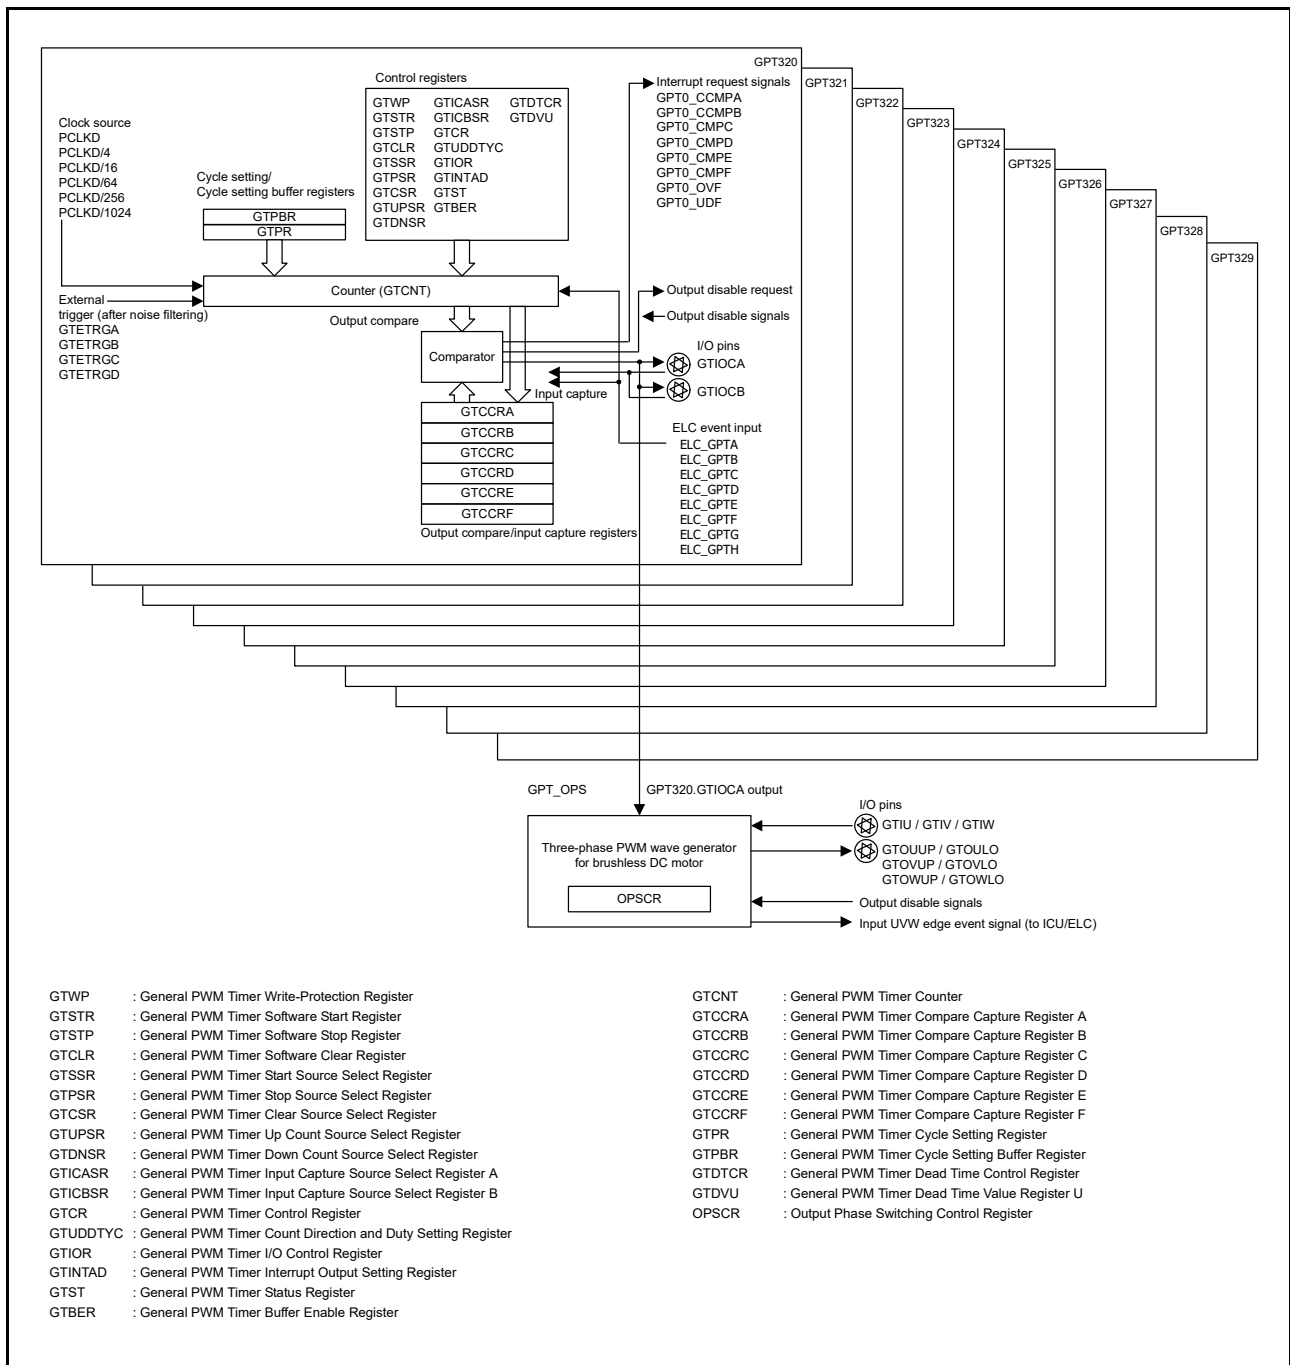 GPT320
GPT321
GPT322
GPT323
GPT324
GPT325
GPT326
GPT327
GPT328
GPT329
Control registers
GTWP GTICASR GTDTCR
GTSTR GTICBSR GTDVU
GTSTP GTCR
GTCLR GTUDDTYC
GTSSR GTIOR
GTPSR GTINTAD
GTCSR GTST
GTUPSR GTBER
GTDNSR
Interrupt request signals
GPT0_CCMPA
GPT0_CCMPB
GPT0_CMPC
GPT0_CMPD
GPT0_CMPE
GPT0_CMPF
GPT0_OVF
GPT0_UDF
Clock source
PCLKD
PCLKD/4
PCLKD/16
PCLKD/64
PCLKD/256
PCLKD/1024
Cycle setting/
Cycle setting buffer registers
GTPBR
GTPR
Counter (GTCNT)
External
trigger (after noise filtering)
GTETRGA
GTETRGB
GTETRGC
GTETRGD
Output compare
Comparator
Output disable request
Output disable signals
I/O pins
GTIOCA
GTIOCB
Input capture
GTCCRA
GTCCRB
GTCCRC
GTCCRD
GTCCRE
GTCCRF
Output compare/input capture registers
ELC event input
ELC_GPTA
ELC_GPTB
ELC_GPTC
ELC_GPTD
ELC_GPTE
ELC_GPTF
ELC_GPTG
ELC_GPTH
GPT_OPS
GPT320.GTIOCA output
Three-phase PWM wave generator
for brushless DC motor
OPSCR
I/O pins
GTIU / GTIV / GTIW
GTOUUP / GTOULO
GTOVUP / GTOVLO
GTOWUP / GTOWLO
Output disable signals
Input UVW edge event signal (to ICU/ELC)
GTWP : General PWM Timer Write-Protection Register
GTSTR : General PWM Timer Software Start Register
GTSTP : General PWM Timer Software Stop Register
GTCLR : General PWM Timer Software Clear Register
GTSSR : General PWM Timer Start Source Select Register
GTPSR : General PWM Timer Stop Source Select Register
GTCSR : General PWM Timer Clear Source Select Register
GTUPSR : General PWM Timer Up Count Source Select Register
GTDNSR : General PWM Timer Down Count Source Select Register
GTICASR : General PWM Timer Input Capture Source Select Register A
GTICBSR : General PWM Timer Input Capture Source Select Register B
GTCR : General PWM Timer Control Register
GTUDDTYC : General PWM Timer Count Direction and Duty Setting Register
GTIOR : General PWM Timer I/O Control Register
GTINTAD : General PWM Timer Interrupt Output Setting Register
GTST : General PWM Timer Status Register
GTBER : General PWM Timer Buffer Enable Register
GTCNT : General PWM Timer Counter
GTCCRA : General PWM Timer Compare Capture Register A
GTCCRB : General PWM Timer Compare Capture Register B
GTCCRC : General PWM Timer Compare Capture Register C
GTCCRD : General PWM Timer Compare Capture Register D
GTCCRE : General PWM Timer Compare Capture Register E
GTCCRF : General PWM Timer Compare Capture Register F
GTPR : General PWM Timer Cycle Setting Register
GTPBR : General PWM Timer Cycle Setting Buffer Register
GTDTCR : General PWM Timer Dead Time Control Register
GTDVU : General PWM Timer Dead Time Value Register U
OPSCR : Output Phase Switching Control Register